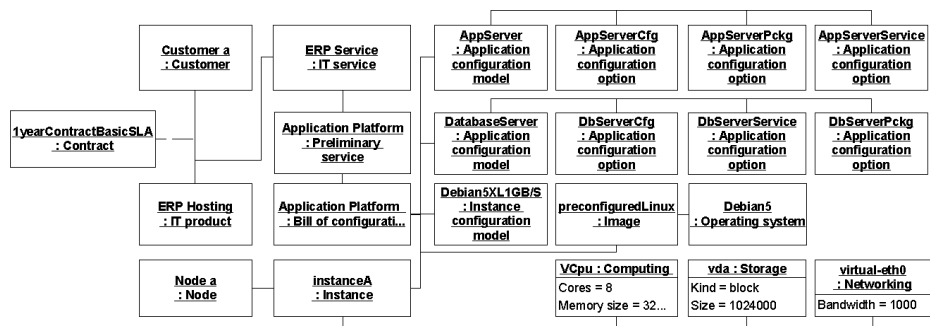 Customer a
: Customer
ERP Service
: IT service
AppServer
: Application
configuration
model
AppServerCfg
: Application
configuration
option
AppServerPckg
: Application
configuration
option
AppServerService
: Application
configuration
option
1yearContractBasicSLA
: Contract
Application Platform
: Preliminary
service
DatabaseServer
: Application
configuration
model
DbServerCfg
: Application
configuration
option
DbServerService
: Application
configuration
option
DbServerPckg
: Application
configuration
option
ERP Hosting
: IT product
Application Platform
: Bill of configurati...
Debian5XL1GB/S
: Instance
configuration
model
preconfiguredLinux
: Image
Debian5
: Operating system
Node a
: Node
instanceA
: Instance
VCpu : Computing
Cores = 8
Memory size = 32...
vda : Storage
Kind = block
Size = 1024000
virtual-eth0
: Networking
Bandwidth = 1000